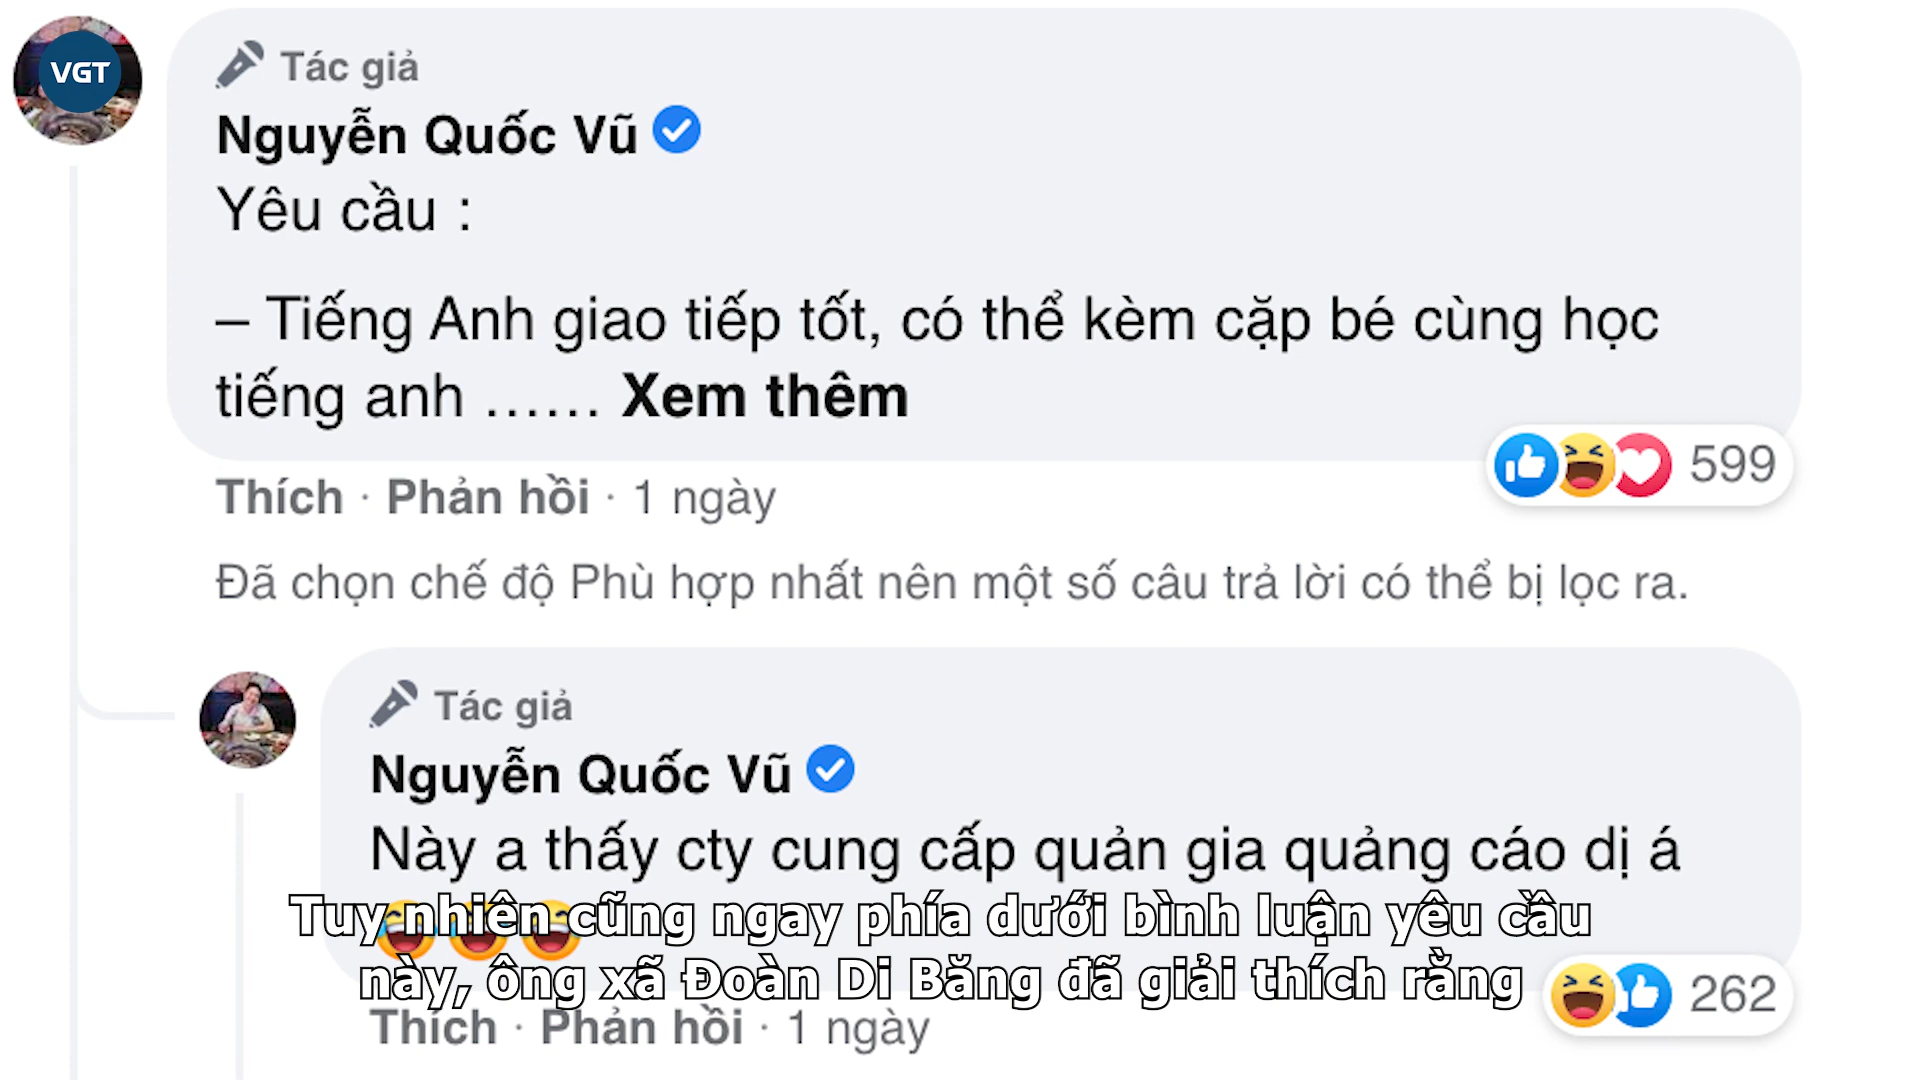 VGT
Tác giả
Nguyễn Quốc Vũ
Yêu cầu :
– Tiếng Anh giao tiếp tốt, có thể kèm cặp bé cùng học
tiếng anh ...... Xem thêm
599
Thích · Phản hồi · 1 ngày
Đã chọn chế độ Phù hợp nhất nên một số câu trả lời có thể bị lọc ra.
Tác giả
Nguyễn Quốc Vũ
Này a thấy cty cung cấp quản gia quảng cáo dị á
Tuy nhiên cũng ngay phía dưới bình luận yêu cầu
này, ông xã Đoàn Di Băng đã giải thích rằng
262
Thích · Phản hồi · 1 ngày